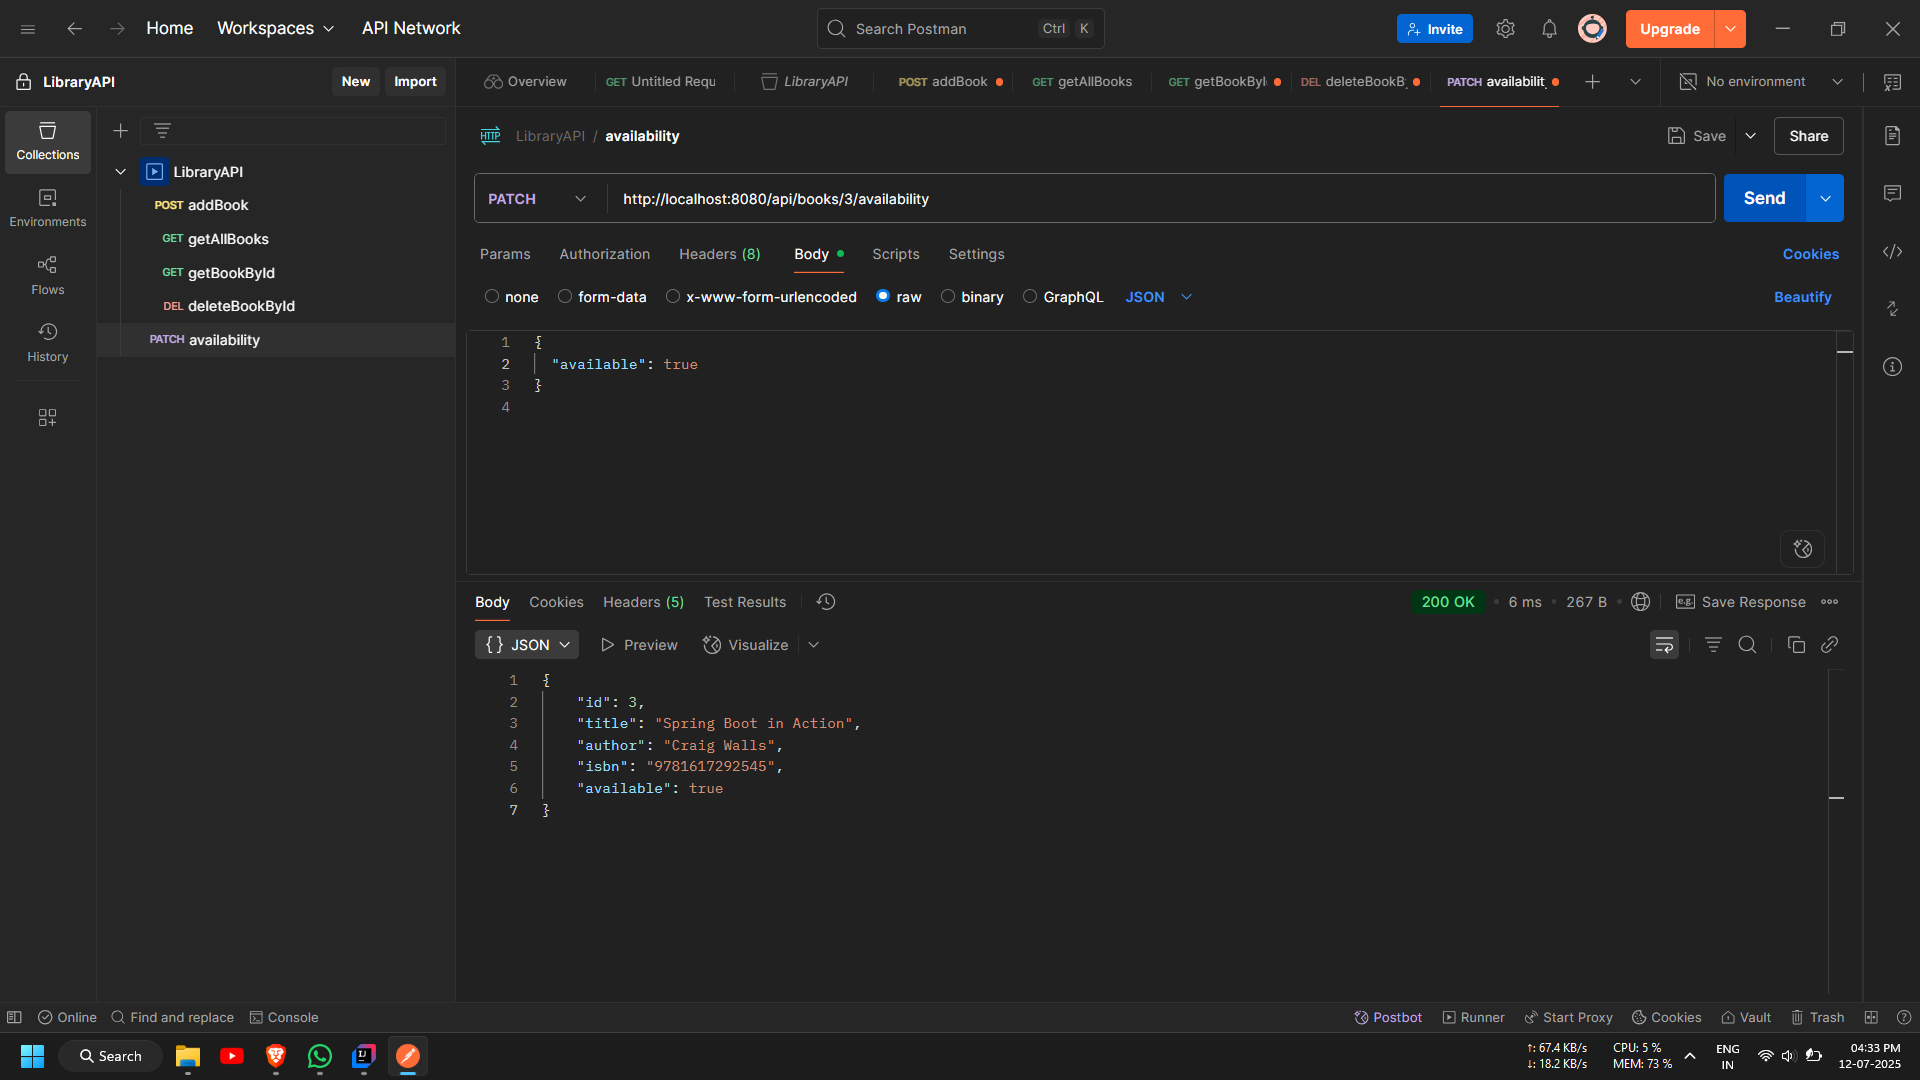 Home Workspaces API Network Search Postman Ctrl K Invite Upgrade
LibraryAPI New Import Overview GET Untitled Requ LibraryAPI POST addBook GET getAllBooks GET getBookByI DEL deleteBookB PATCH availabilit No environment
Collections
Environments
Flows
History
LibraryAPI
POST addBook
GET getAllBooks
GET getBookById
DEL deleteBookById
PATCH availability
HTTP LibraryAPI / availability Save Share
PATCH http://localhost:8080/api/books/3/availability Send
Params Authorization Headers (8) Body Scripts Settings Cookies
none form-data x-www-form-urlencoded raw binary GraphQL JSON Beautify
1 {
2 "available": true
3 }
4
Body Cookies Headers (5) Test Results 200 OK 6 ms 267 B e.g. Save Response
{} JSON Preview Visualize
1 {
2 "id": 3,
3 "title": "Spring Boot in Action",
4 "author": "Craig Walls",
5 "isbn": "9781617292545",
6 "available": true
7 }
Online Find and replace Console Postbot Runner Start Proxy Cookies Vault Trash
Search ↑: 67.4 KB/s CPU: 5 % ENG 04:33 PM
↓: 18.2 KB/s MEM: 73 % IN 12-07-2025